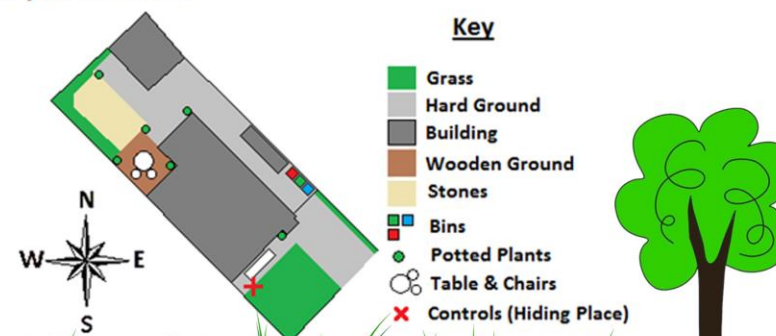 Key
Grass
Hard Ground
Building
Wooden Ground
Stones
Bins
Potted Plants
Table & Chairs
Controls (Hiding Place)
N
W E
S